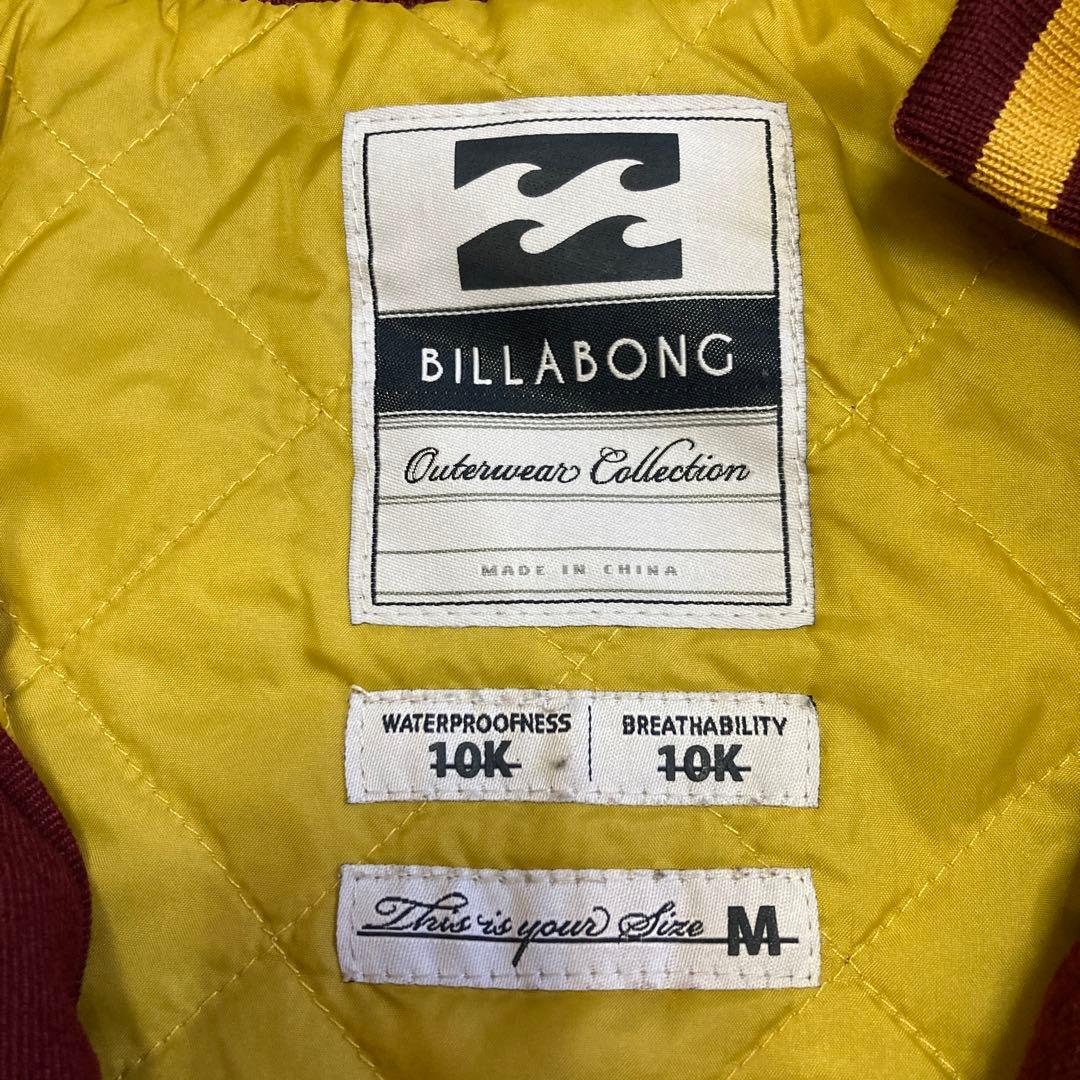 BILLABONG
Outerwear Collection
MADE IN CHINA
WATERPROOFNESS BREATHABILITY
10K 10K
This is your Size M